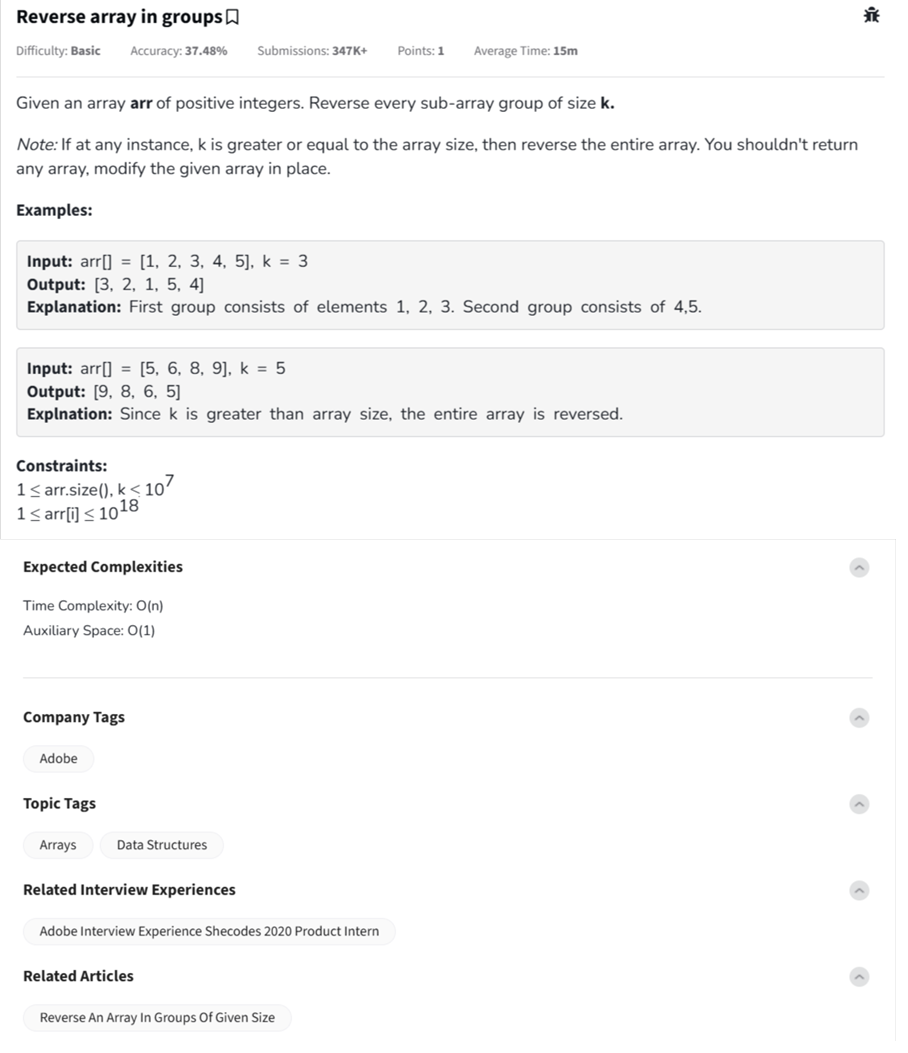 Reverse array in groups
Difficulty: Basic Accuracy: 37.48% Submissions: 347K+ Points: 1 Average Time: 15m
Given an array arr of positive integers. Reverse every sub-array group of size k.
Note: If at any instance, k is greater or equal to the array size, then reverse the entire array. You shouldn't return
any array, modify the given array in place.
Examples:
Input: arr[] = [1, 2, 3, 4, 5], k = 3
Output: [3, 2, 1, 5, 4]
Explanation: First group consists of elements 1, 2, 3. Second group consists of 4,5.
Input: arr[] = [5, 6, 8, 9], k = 5
Output: [9, 8, 6, 5]
Explnation: Since k is greater than array size, the entire array is reversed.
Constraints:
1 ≤ arr.size(), k ≤ 10⁷
1 ≤ arr[i] ≤ 10¹⁸
Expected Complexities
Time Complexity: O(n)
Auxiliary Space: O(1)
Company Tags
Adobe
Topic Tags
Arrays Data Structures
Related Interview Experiences
Adobe Interview Experience Shecodes 2020 Product Intern
Related Articles
Reverse An Array In Groups Of Given Size